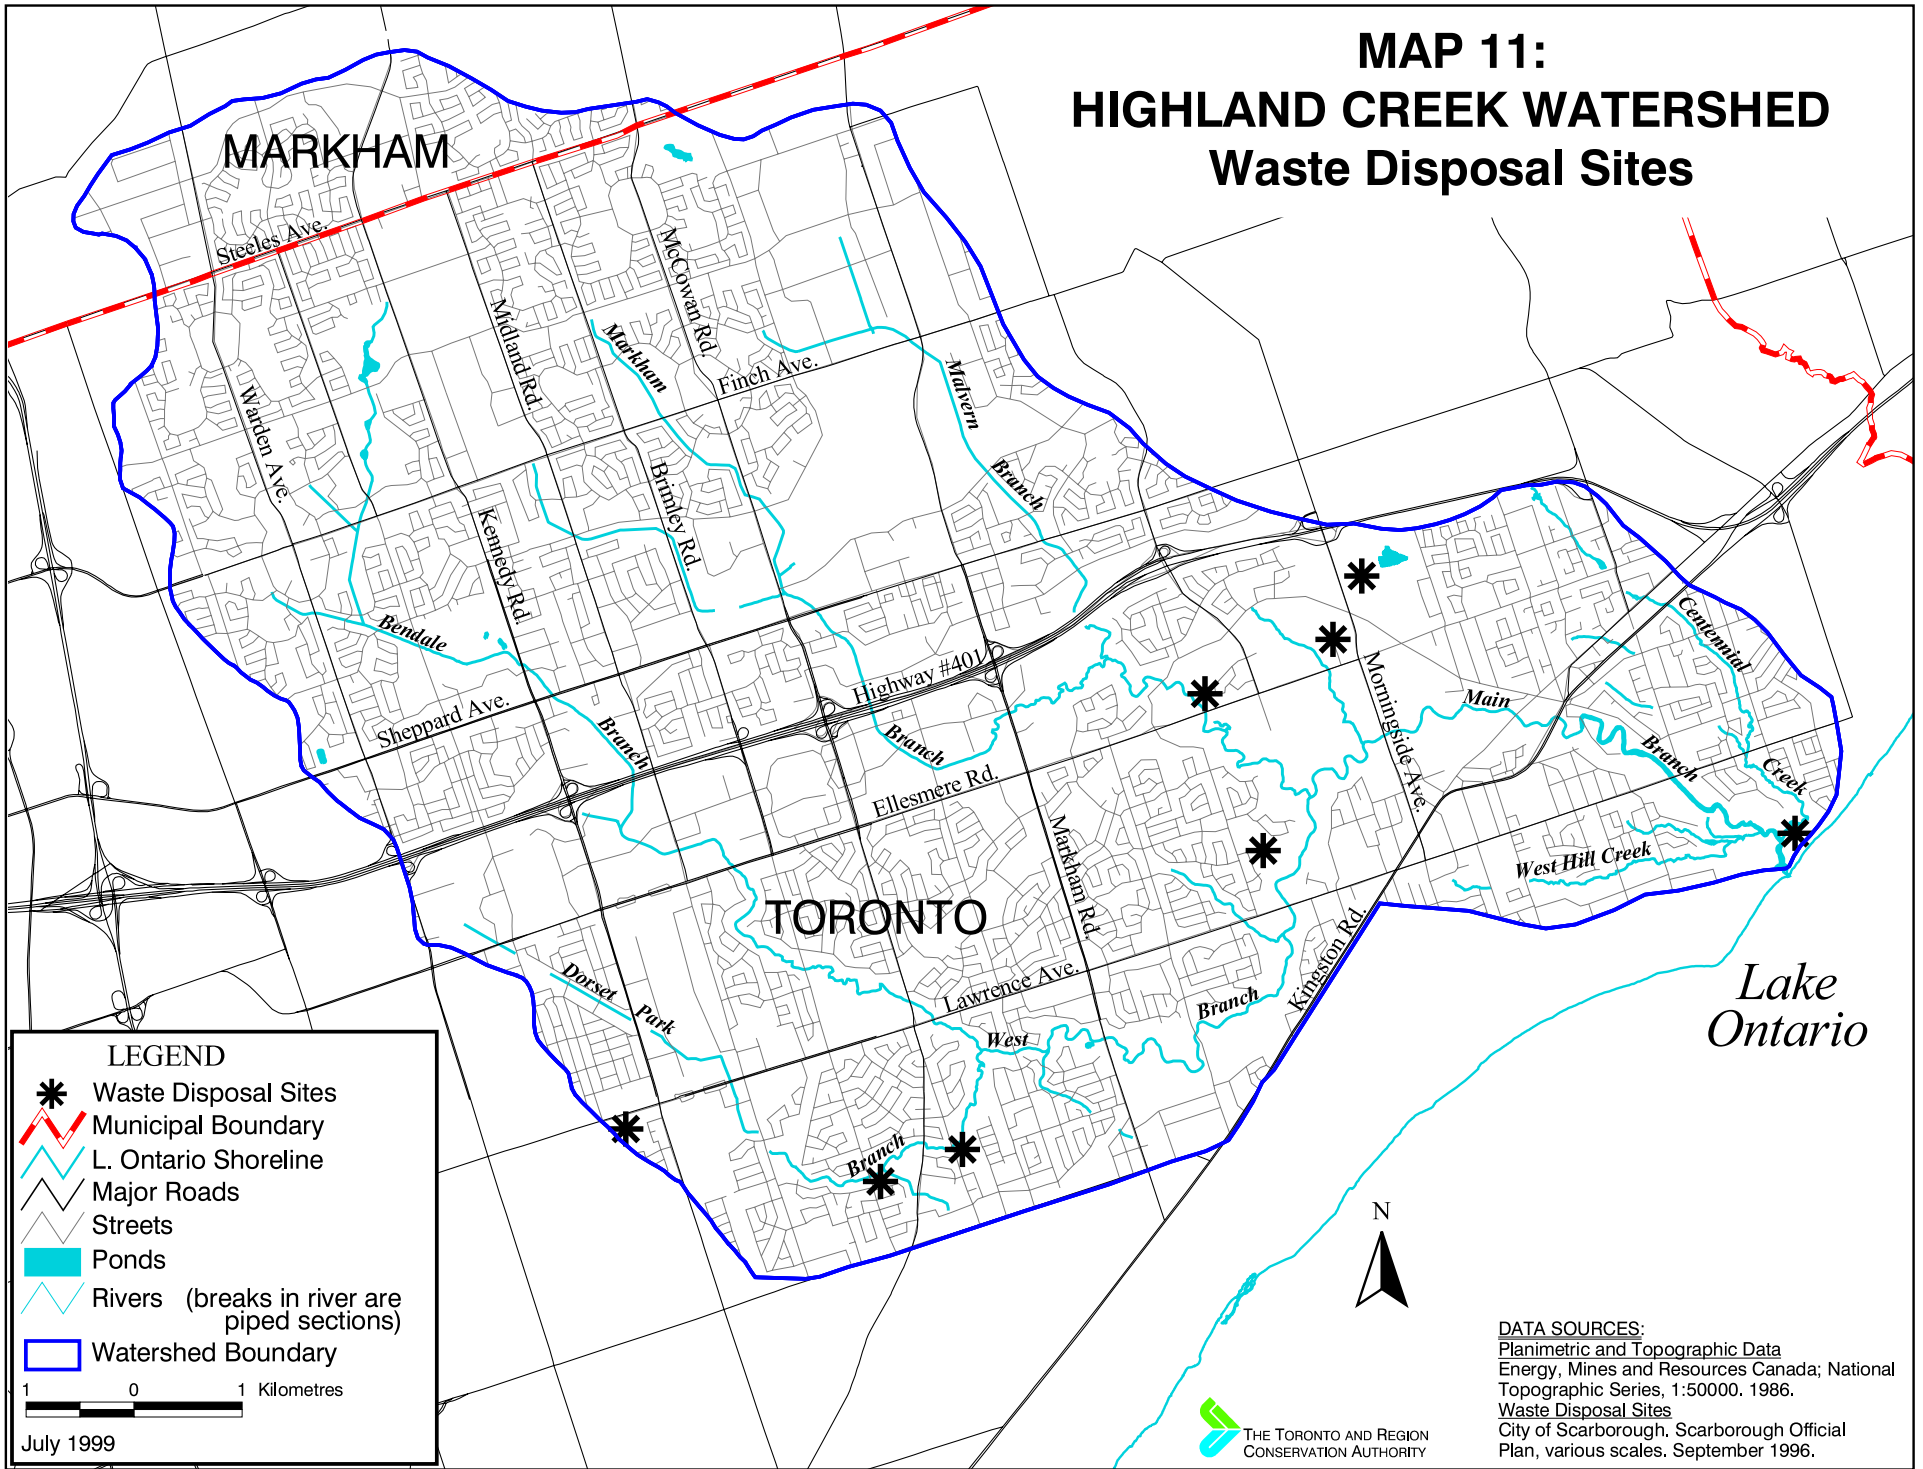 MAP 11:
HIGHLAND CREEK WATERSHED
Waste Disposal Sites
MARKHAM
Steeles Ave.
McCowan Rd.
Midland Rd.
Markham
Finch Ave.
Malvern
Warden Ave.
Branch
Brimley Rd.
Kennedy Rd.
Bendale
Centennial
Highway #401
Morningside Ave.
Main
Sheppard Ave.
Branch
Branch
Branch
Creek
Ellesmere Rd.
Markham Rd.
West Hill Creek
TORONTO
Kingston Rd.
Lawrence Ave.
Dorset
Park
Branch
West
Branch
Lake
Ontario
LEGEND
Waste Disposal Sites
Municipal Boundary
L. Ontario Shoreline
Major Roads
Streets
Ponds
Rivers (breaks in river are
piped sections)
Watershed Boundary
1 0 1 Kilometres
July 1999
N
THE TORONTO AND REGION
CONSERVATION AUTHORITY
DATA SOURCES:
Planimetric and Topographic Data
Energy, Mines and Resources Canada; National
Topographic Series, 1:50000. 1986.
Waste Disposal Sites
City of Scarborough. Scarborough Official
Plan, various scales. September 1996.